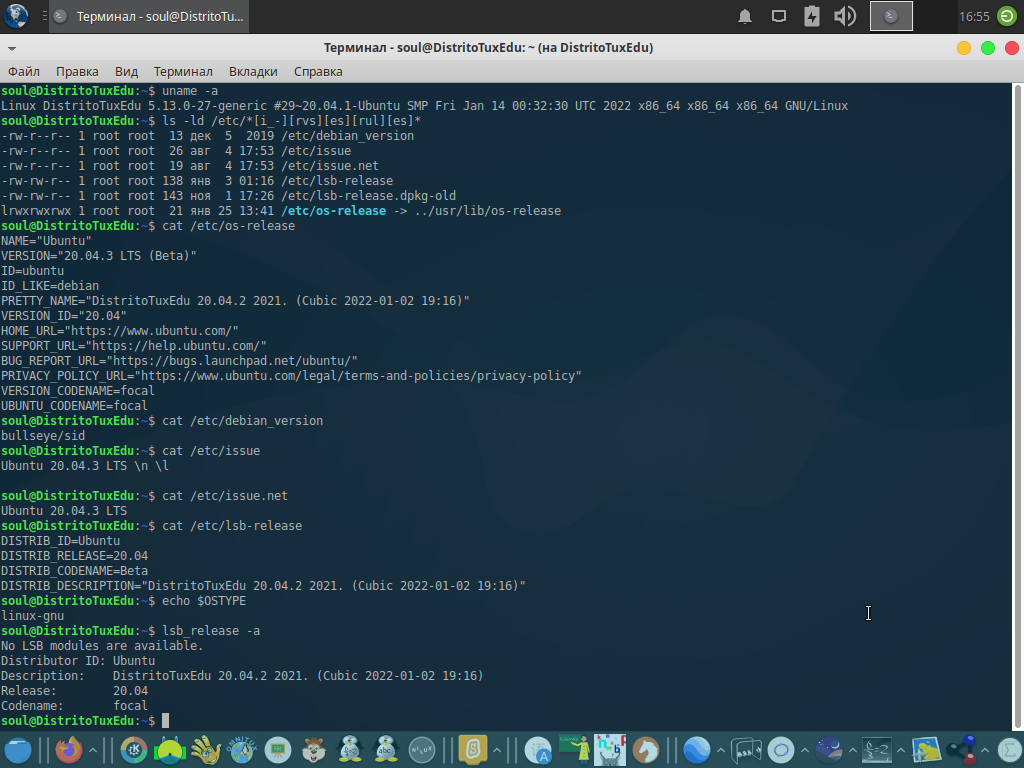 Терминал - soul@DistritoTu...
16:55
Терминал - soul@DistritoTuxEdu: ~ (на DistritoTuxEdu)
Файл Правка Вид Терминал Вкладки Справка
soul@DistritoTuxEdu:~$ uname -a
Linux DistritoTuxEdu 5.13.0-27-generic #29~20.04.1-Ubuntu SMP Fri Jan 14 00:32:30 UTC 2022 x86_64 x86_64 x86_64 GNU/Linux
soul@DistritoTuxEdu:~$ ls -ld /etc/*[i_-][rvs][es][rul][es]*
-rw-r--r-- 1 root root  13 дек  5  2019 /etc/debian_version
-rw-r--r-- 1 root root  26 авг  4 17:53 /etc/issue
-rw-r--r-- 1 root root  19 авг  4 17:53 /etc/issue.net
-rw-rw-r-- 1 root root 138 янв  3 01:16 /etc/lsb-release
-rw-rw-r-- 1 root root 143 ноя  1 17:26 /etc/lsb-release.dpkg-old
lrwxrwxrwx 1 root root  21 янв 25 13:41 /etc/os-release -> ../usr/lib/os-release
soul@DistritoTuxEdu:~$ cat /etc/os-release
NAME="Ubuntu"
VERSION="20.04.3 LTS (Beta)"
ID=ubuntu
ID_LIKE=debian
PRETTY_NAME="DistritoTuxEdu 20.04.2 2021. (Cubic 2022-01-02 19:16)"
VERSION_ID="20.04"
HOME_URL="https://www.ubuntu.com/"
SUPPORT_URL="https://help.ubuntu.com/"
BUG_REPORT_URL="https://bugs.launchpad.net/ubuntu/"
PRIVACY_POLICY_URL="https://www.ubuntu.com/legal/terms-and-policies/privacy-policy"
VERSION_CODENAME=focal
UBUNTU_CODENAME=focal
soul@DistritoTuxEdu:~$ cat /etc/debian_version
bullseye/sid
soul@DistritoTuxEdu:~$ cat /etc/issue
Ubuntu 20.04.3 LTS \n \l
soul@DistritoTuxEdu:~$ cat /etc/issue.net
Ubuntu 20.04.3 LTS
soul@DistritoTuxEdu:~$ cat /etc/lsb-release
DISTRIB_ID=Ubuntu
DISTRIB_RELEASE=20.04
DISTRIB_CODENAME=Beta
DISTRIB_DESCRIPTION="DistritoTuxEdu 20.04.2 2021. (Cubic 2022-01-02 19:16)"
soul@DistritoTuxEdu:~$ echo $OSTYPE
linux-gnu
soul@DistritoTuxEdu:~$ lsb_release -a
No LSB modules are available.
Distributor ID: Ubuntu
Description:    DistritoTuxEdu 20.04.2 2021. (Cubic 2022-01-02 19:16)
Release:        20.04
Codename:       focal
soul@DistritoTuxEdu:~$